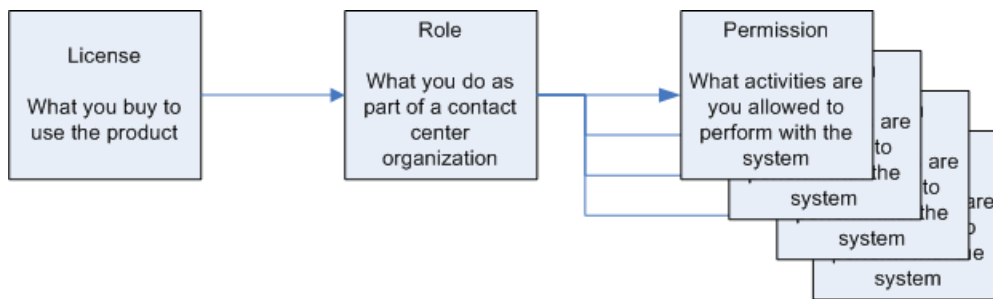 License
What you buy to
use the product
Role
What you do as
part of a contact
center
organization
Permission
What activities are
you allowed to
perform with the
system
are
to
the
system
are
to
the
system
are
system